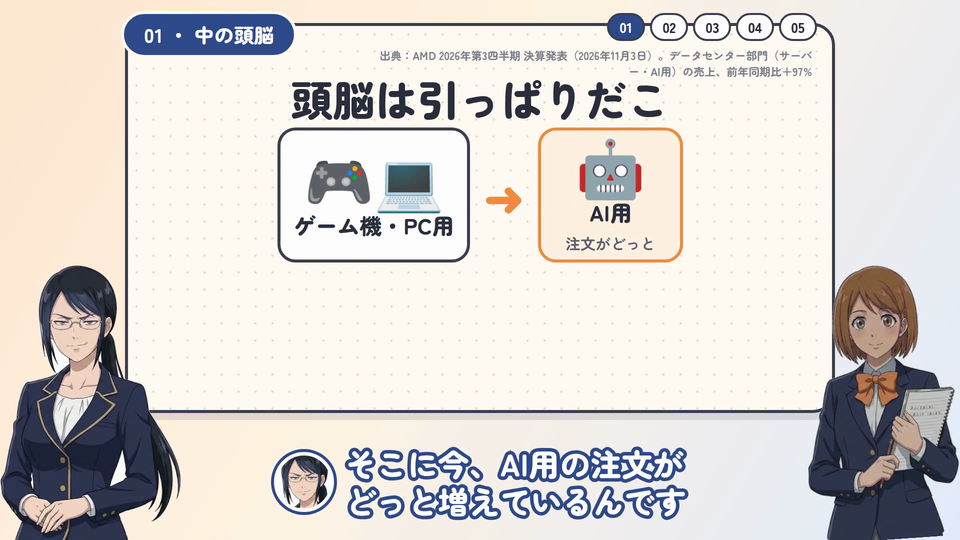 01 ・ 中の頭脳
01 02 03 04 05
出典：AMD 2026年第3四半期 決算発表（2026年11月3日）。データセンター部門（サーバ
ー・AI用）の売上、前年同期比＋97%
頭脳は引っぱりだこ
ゲーム機・PC用
AI用
注文がどっと
そこに今、AI用の注文が
どっと増えているんです